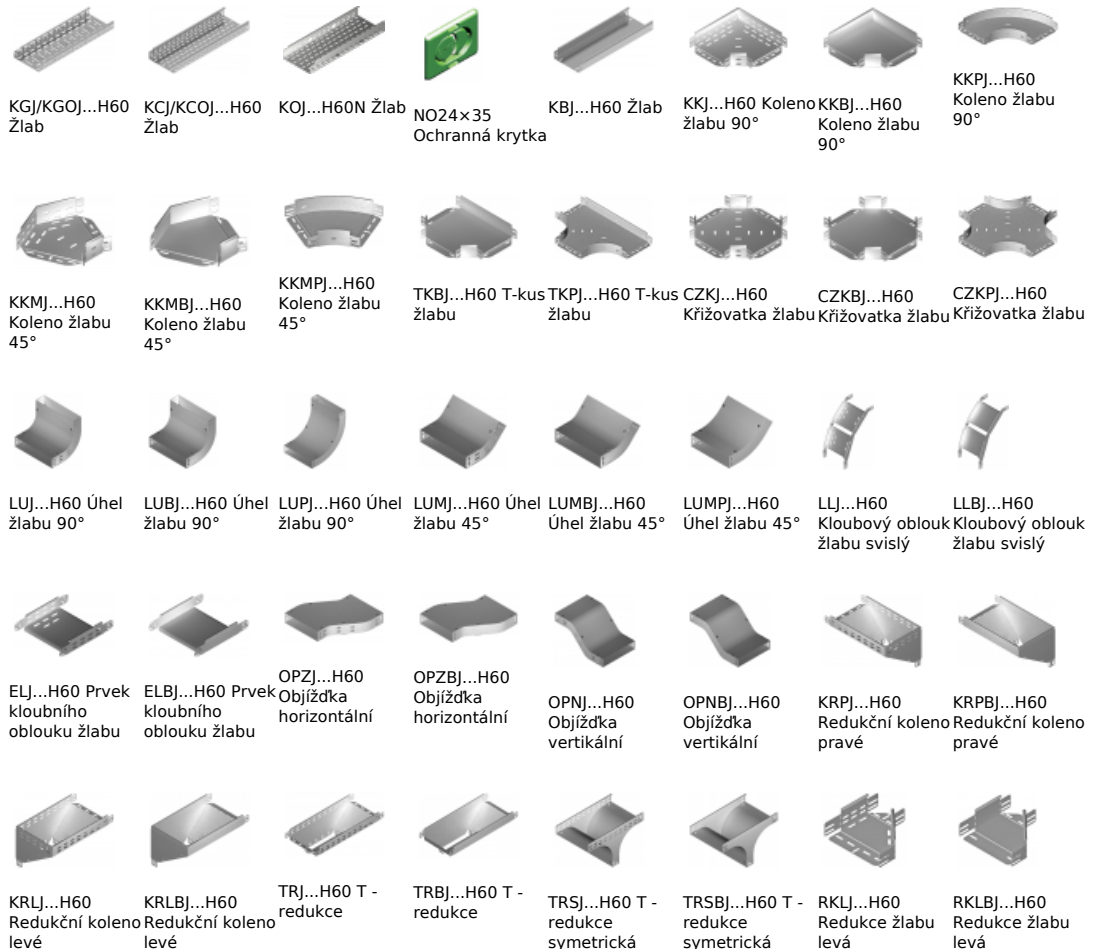 KGJ/KGOJ...H60
Žlab
KCJ/KCOJ...H60
Žlab
KOJ...H60N Žlab
NO24×35
Ochranná krytka
KBJ...H60 Žlab
KKJ...H60 Koleno
žlabu 90°
KKBJ...H60
Koleno žlabu
90°
KKPJ...H60
Koleno žlabu
90°
KKMJ...H60
Koleno žlabu
45°
KKMBJ...H60
Koleno žlabu
45°
KKMPJ...H60
Koleno žlabu
45°
TKBJ...H60 T-kus
žlabu
TKPJ...H60 T-kus
žlabu
CZKJ...H60
Křižovatka žlabu
CZKBJ...H60
Křižovatka žlabu
CZKPJ...H60
Křižovatka žlabu
LUJ...H60 Úhel
žlabu 90°
LUBJ...H60 Úhel
žlabu 90°
LUPJ...H60 Úhel
žlabu 90°
LUMJ...H60 Úhel
žlabu 45°
LUMBJ...H60
Úhel žlabu 45°
LUMPJ...H60
Úhel žlabu 45°
LLJ...H60
Kloubový oblouk
žlabu svislý
LLBJ...H60
Kloubový oblouk
žlabu svislý
ELJ...H60 Prvek
kloubního
oblouku žlabu
ELBJ...H60 Prvek
kloubního
oblouku žlabu
OPZJ...H60
Objížďka
horizontální
OPZBJ...H60
Objížďka
horizontální
OPNJ...H60
Objížďka
vertikální
OPNBJ...H60
Objížďka
vertikální
KRPJ...H60
Redukční koleno
pravé
KRPBJ...H60
Redukční koleno
pravé
KRLJ...H60
Redukční koleno
levé
KRLBJ...H60
Redukční koleno
levé
TRJ...H60 T -
redukce
TRBJ...H60 T -
redukce
TRSJ...H60 T -
redukce
symetrická
TRSBJ...H60 T -
redukce
symetrická
RKLJ...H60
Redukce žlabu
levá
RKLBJ...H60
Redukce žlabu
levá